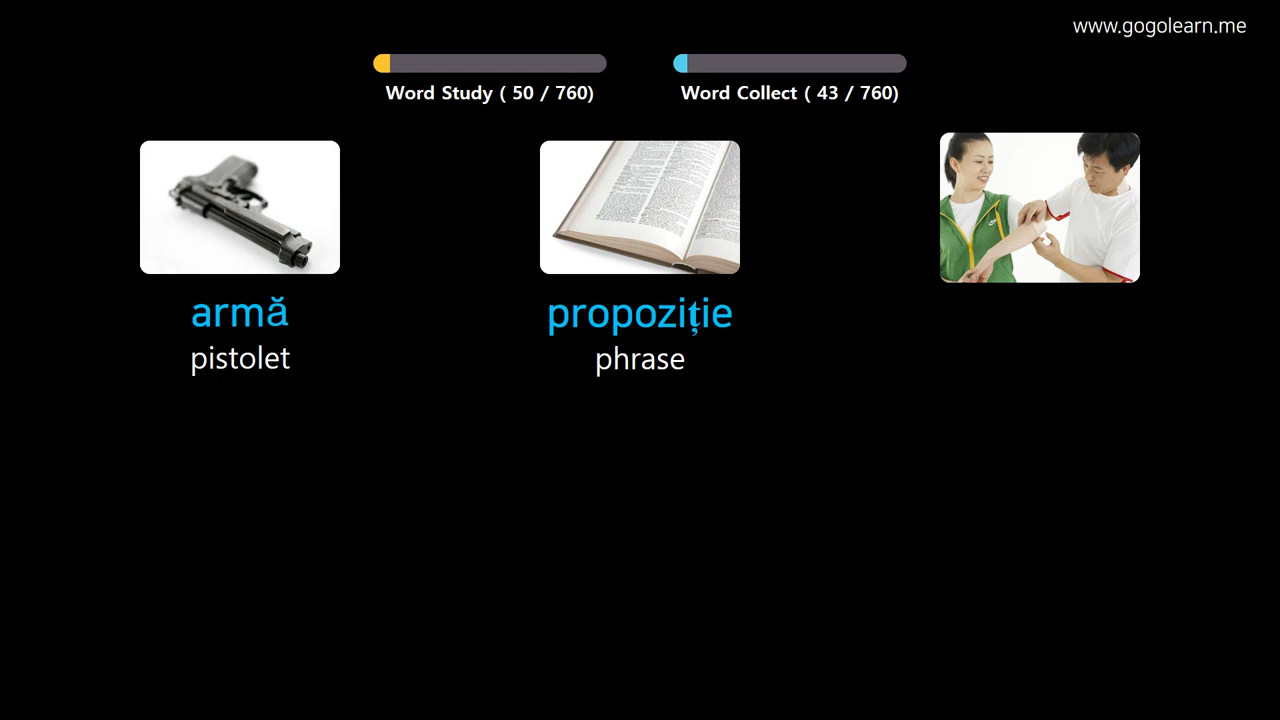 www.gogolearn.me
Word Study ( 50 / 760)
Word Collect ( 43 / 760)
armă
pistolet
propoziție
phrase